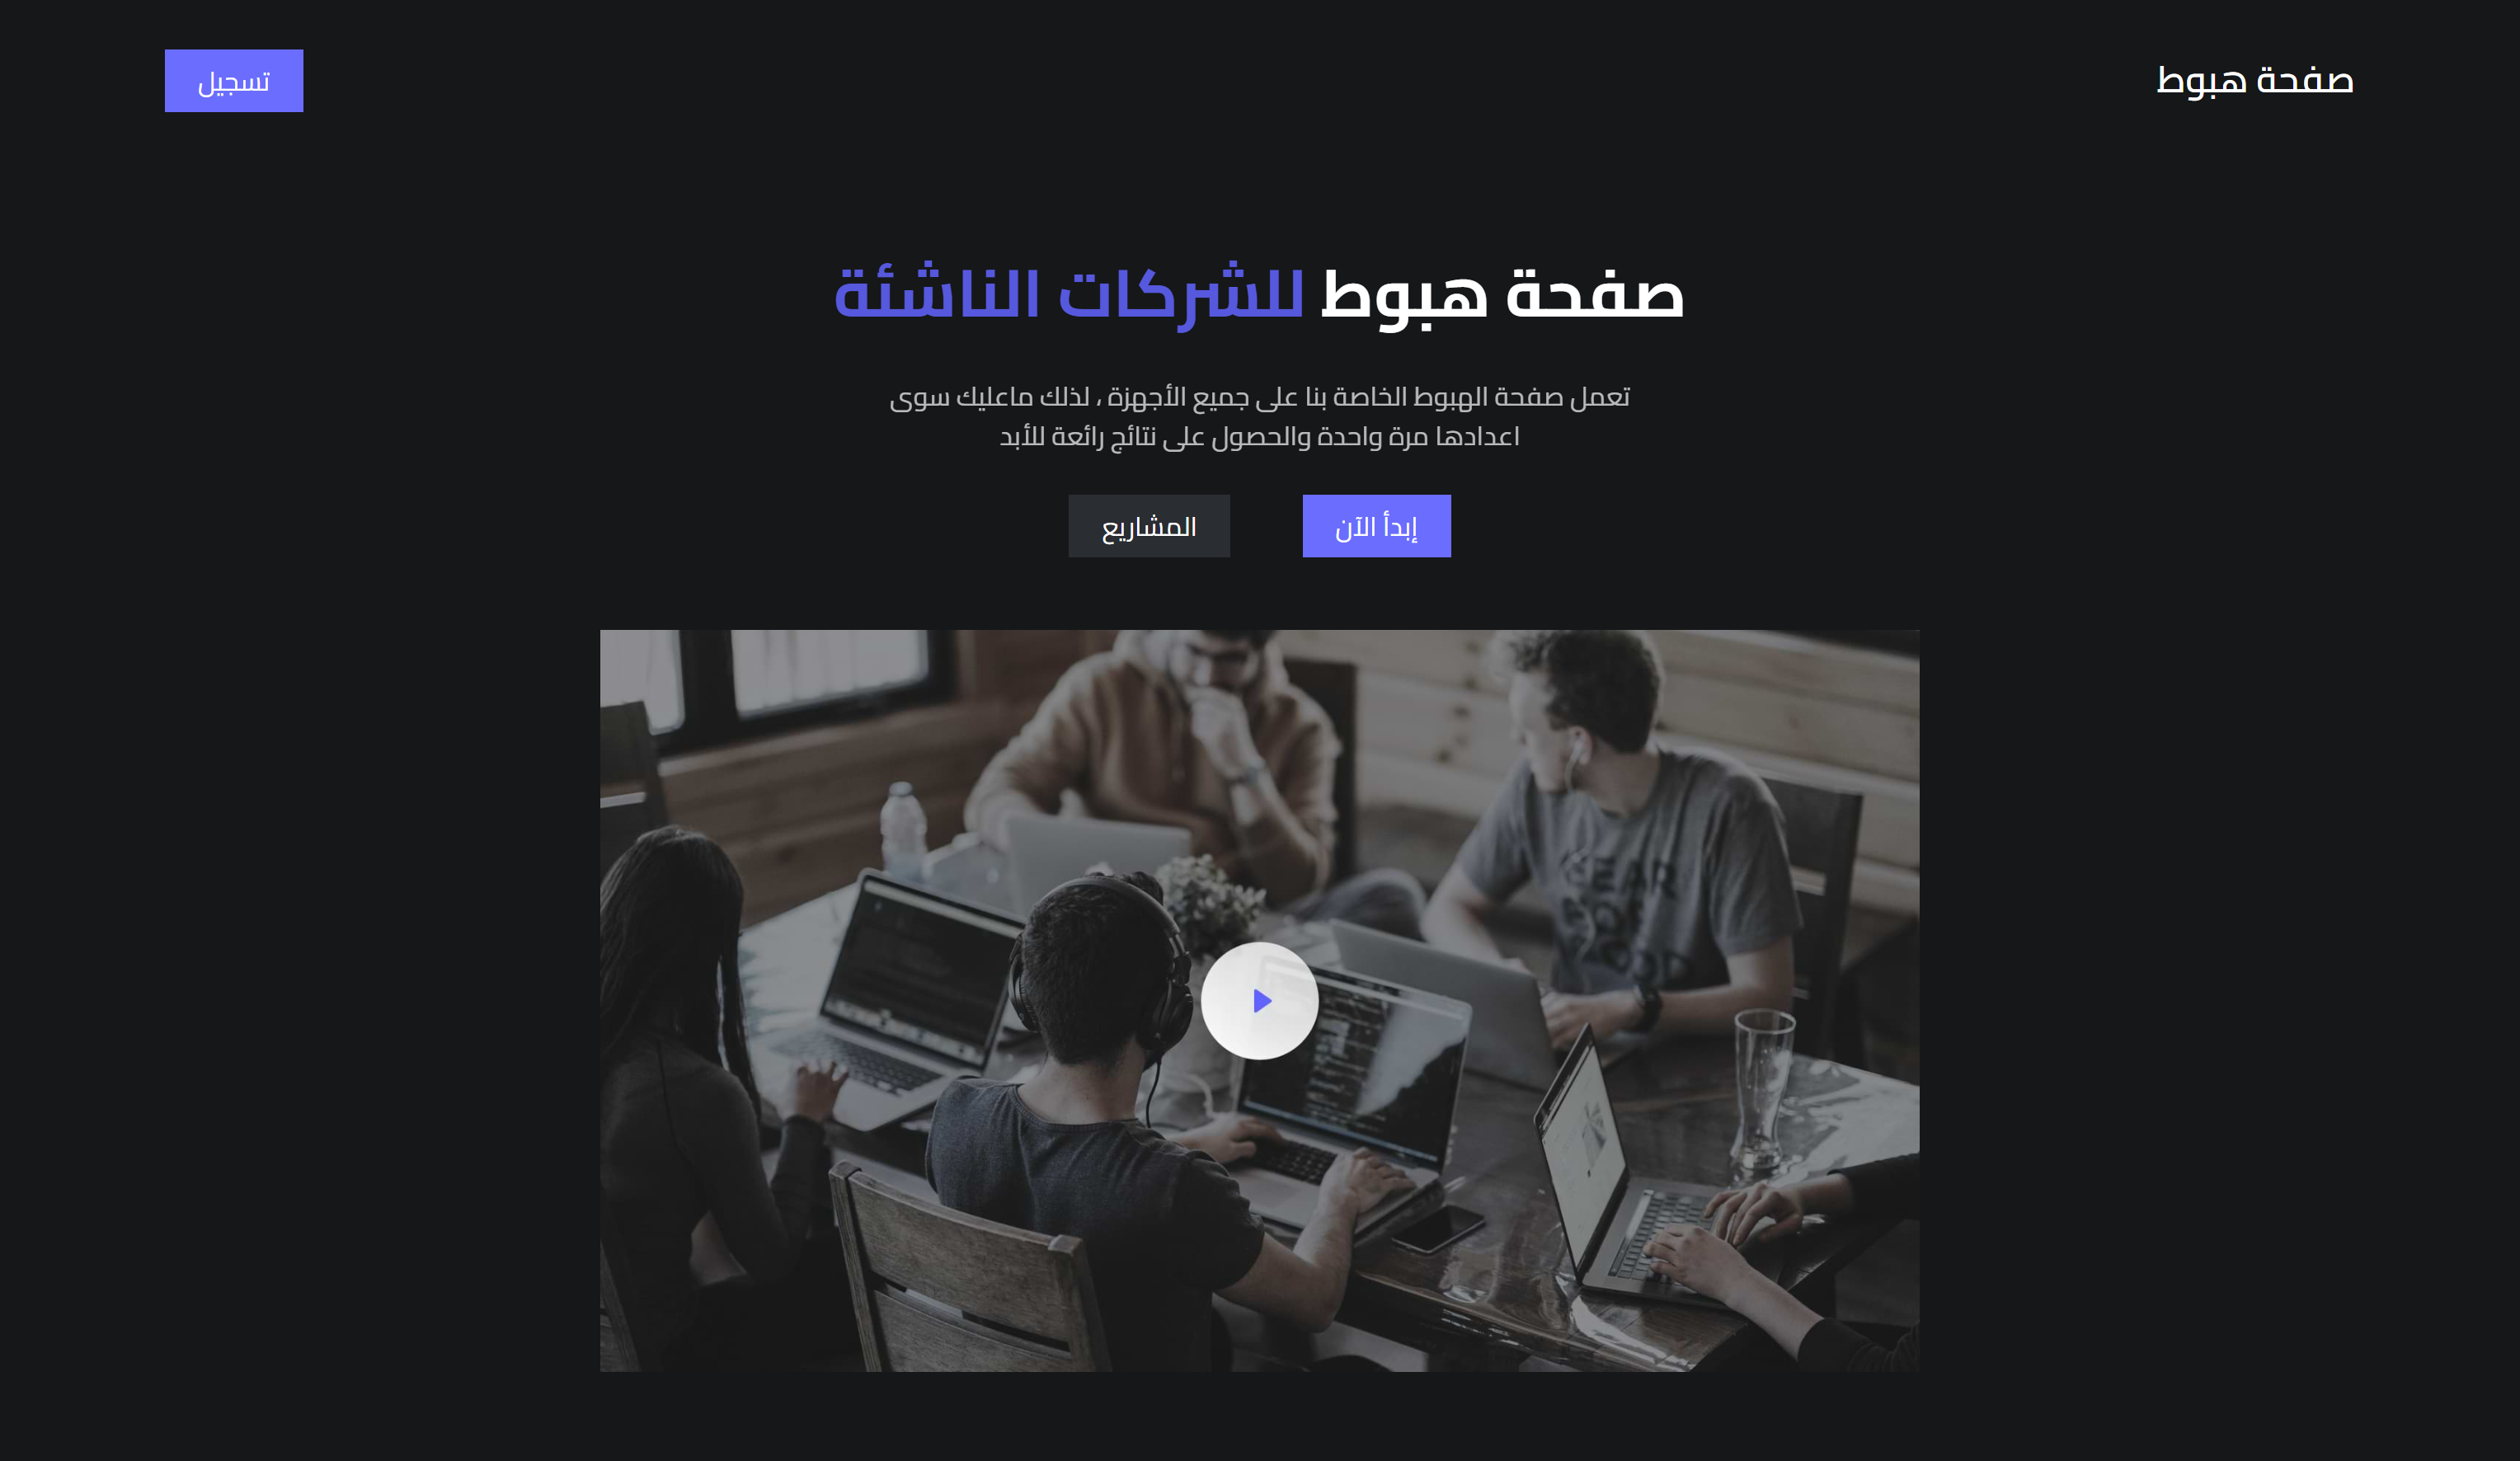 صفحة هبوط
تسجيل
صفحة هبوط للشركات الناشئة
تعمل صفحة الهبوط الخاصة بنا على جميع الأجهزة ، لذلك ماعليك سوى
اعدادها مرة واحدة والحصول على نتائج رائعة للأبد
إبدأ الآن
المشاريع